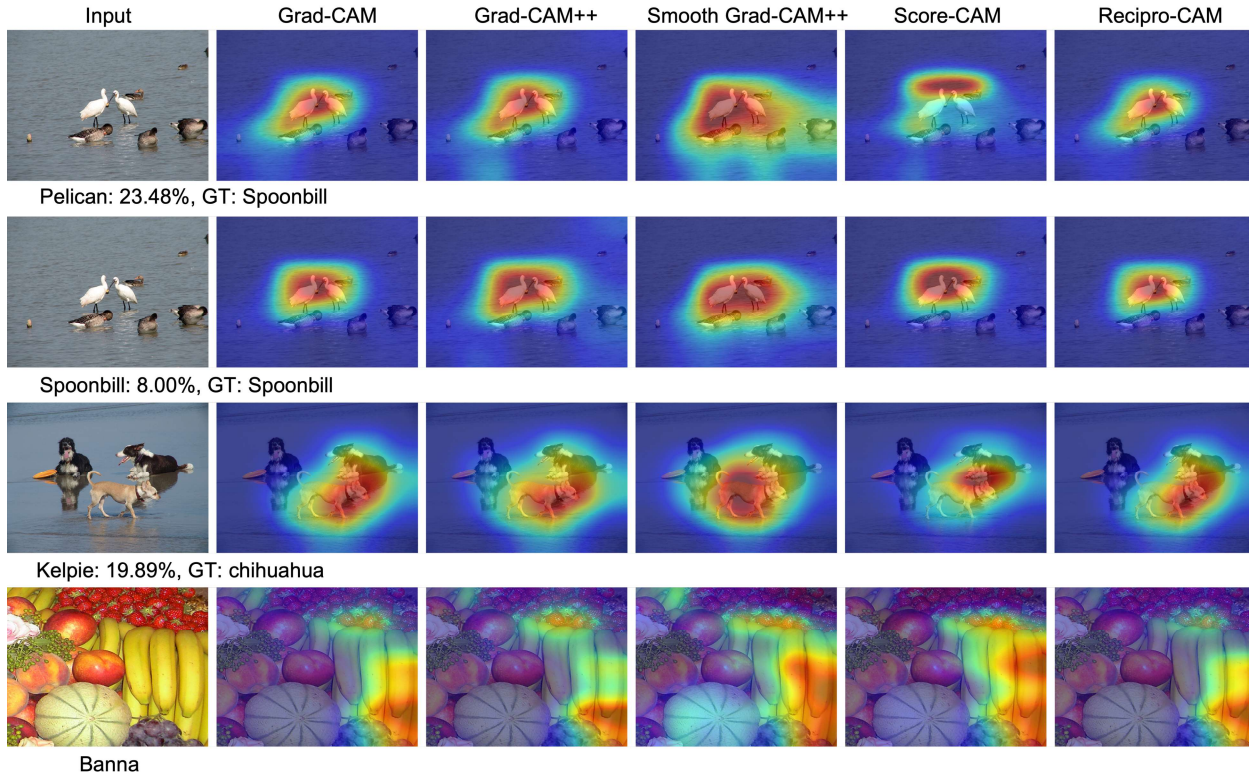 Input Grad-CAM Grad-CAM++ Smooth Grad-CAM++ Score-CAM Recipro-CAM
Pelican: 23.48%, GT: Spoonbill
Spoonbill: 8.00%, GT: Spoonbill
Kelpie: 19.89%, GT: chihuahua
Banna